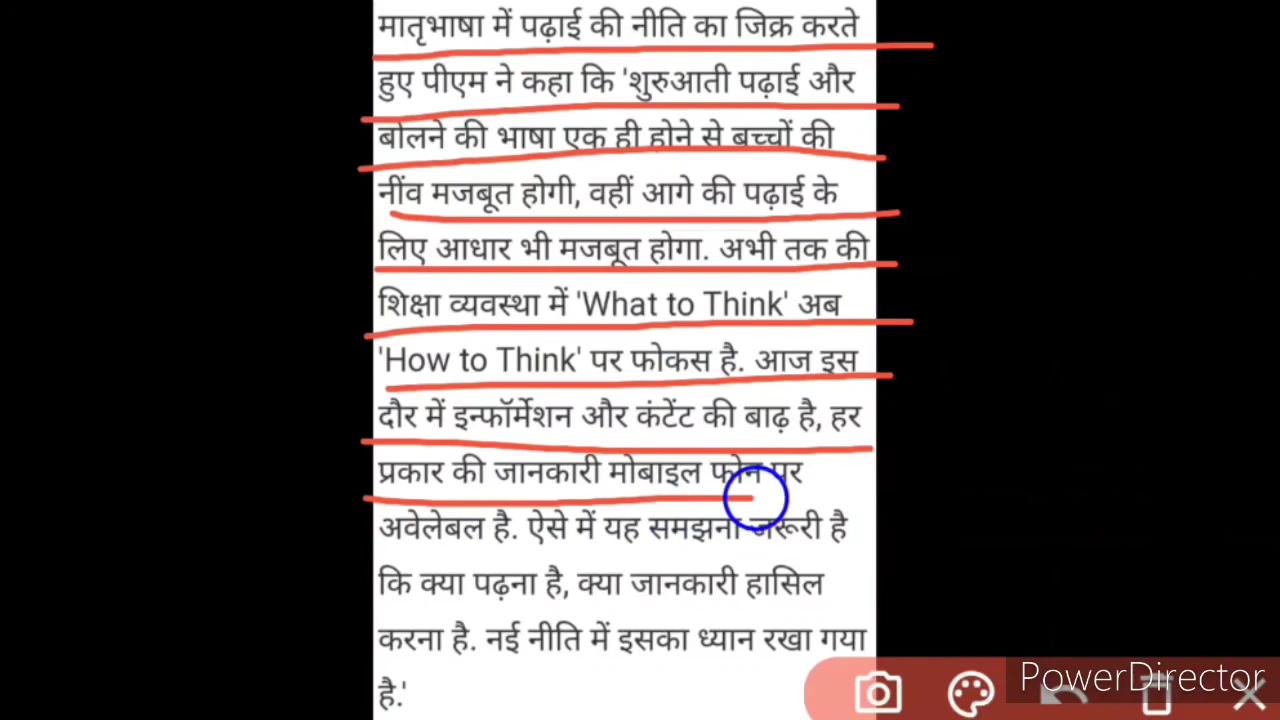 मातृभाषा में पढ़ाई की नीति का जिक्र करते
हुए पीएम ने कहा कि 'शुरुआती पढ़ाई और
बोलने की भाषा एक ही होने से बच्चों की
नींव मजबूत होगी, वहीं आगे की पढ़ाई के
लिए आधार भी मजबूत होगा. अभी तक की
शिक्षा व्यवस्था में 'What to Think' अब
'How to Think' पर फोकस है. आज इस
दौर में इन्फॉर्मेशन और कंटेंट की बाढ़ है, हर
प्रकार की जानकारी मोबाइल फोन पर
अवेलेबल है. ऐसे में यह समझना जरूरी है
कि क्या पढ़ना है, क्या जानकारी हासिल
करना है. नई नीति में इसका ध्यान रखा गया
है.'
PowerDirector